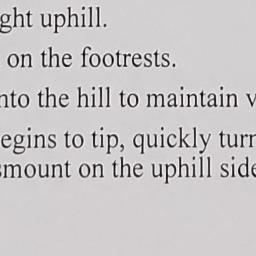 ght uphill.
on the footrests.
nto the hill to maintain v
egins to tip, quickly turn
smount on the uphill side